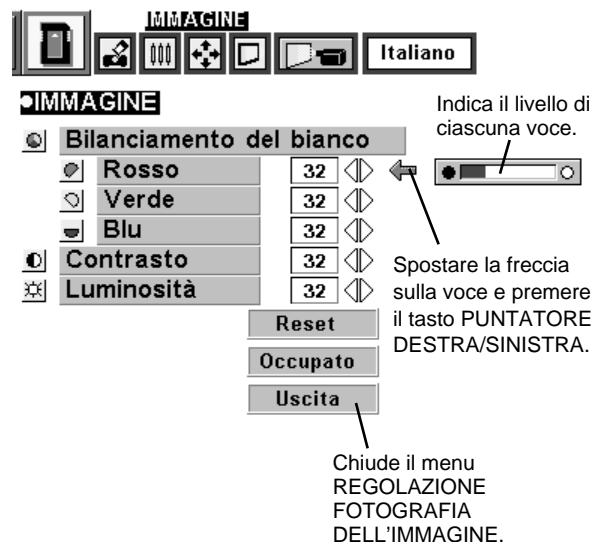 IMMAGINE
Italiano
●IMMAGINE
Indica il livello di
ciascuna voce.
Bilanciamento del bianco
Rosso 32
Verde 32
Blu 32
Contrasto 32
Luminosità 32
Spostare la freccia
sulla voce e premere
il tasto PUNTATORE
DESTRA/SINISTRA.
Reset
Occupato
Uscita
Chiude il menu
REGOLAZIONE
FOTOGRAFIA
DELL'IMMAGINE.